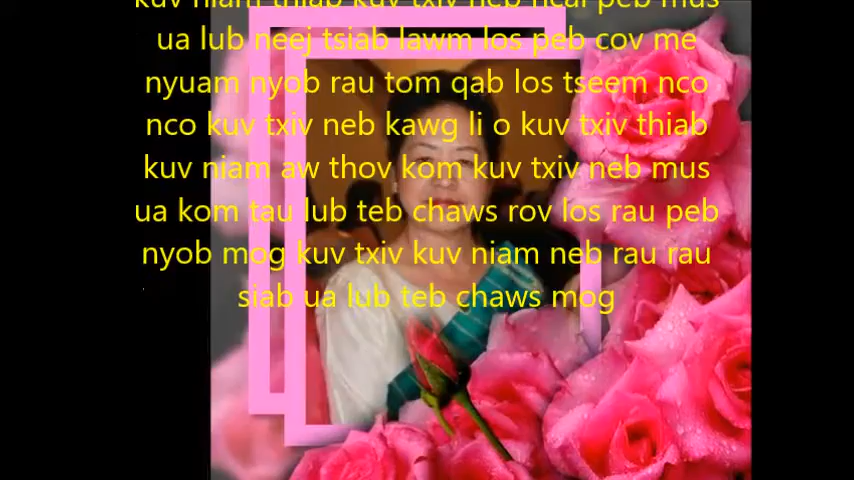 kuv niam thiab kuv txiv neb ncai peb mus
ua lub neej tsiab lawm los peb cov me
nyuam nyob rau tom qab los tseem nco
nco kuv txiv neb kawg li o kuv txiv thiab
kuv niam aw thov kom kuv txiv neb mus
ua kom tau lub teb chaws rov los rau peb
nyob mog kuv txiv kuv niam neb rau rau
siab ua lub teb chaws mog